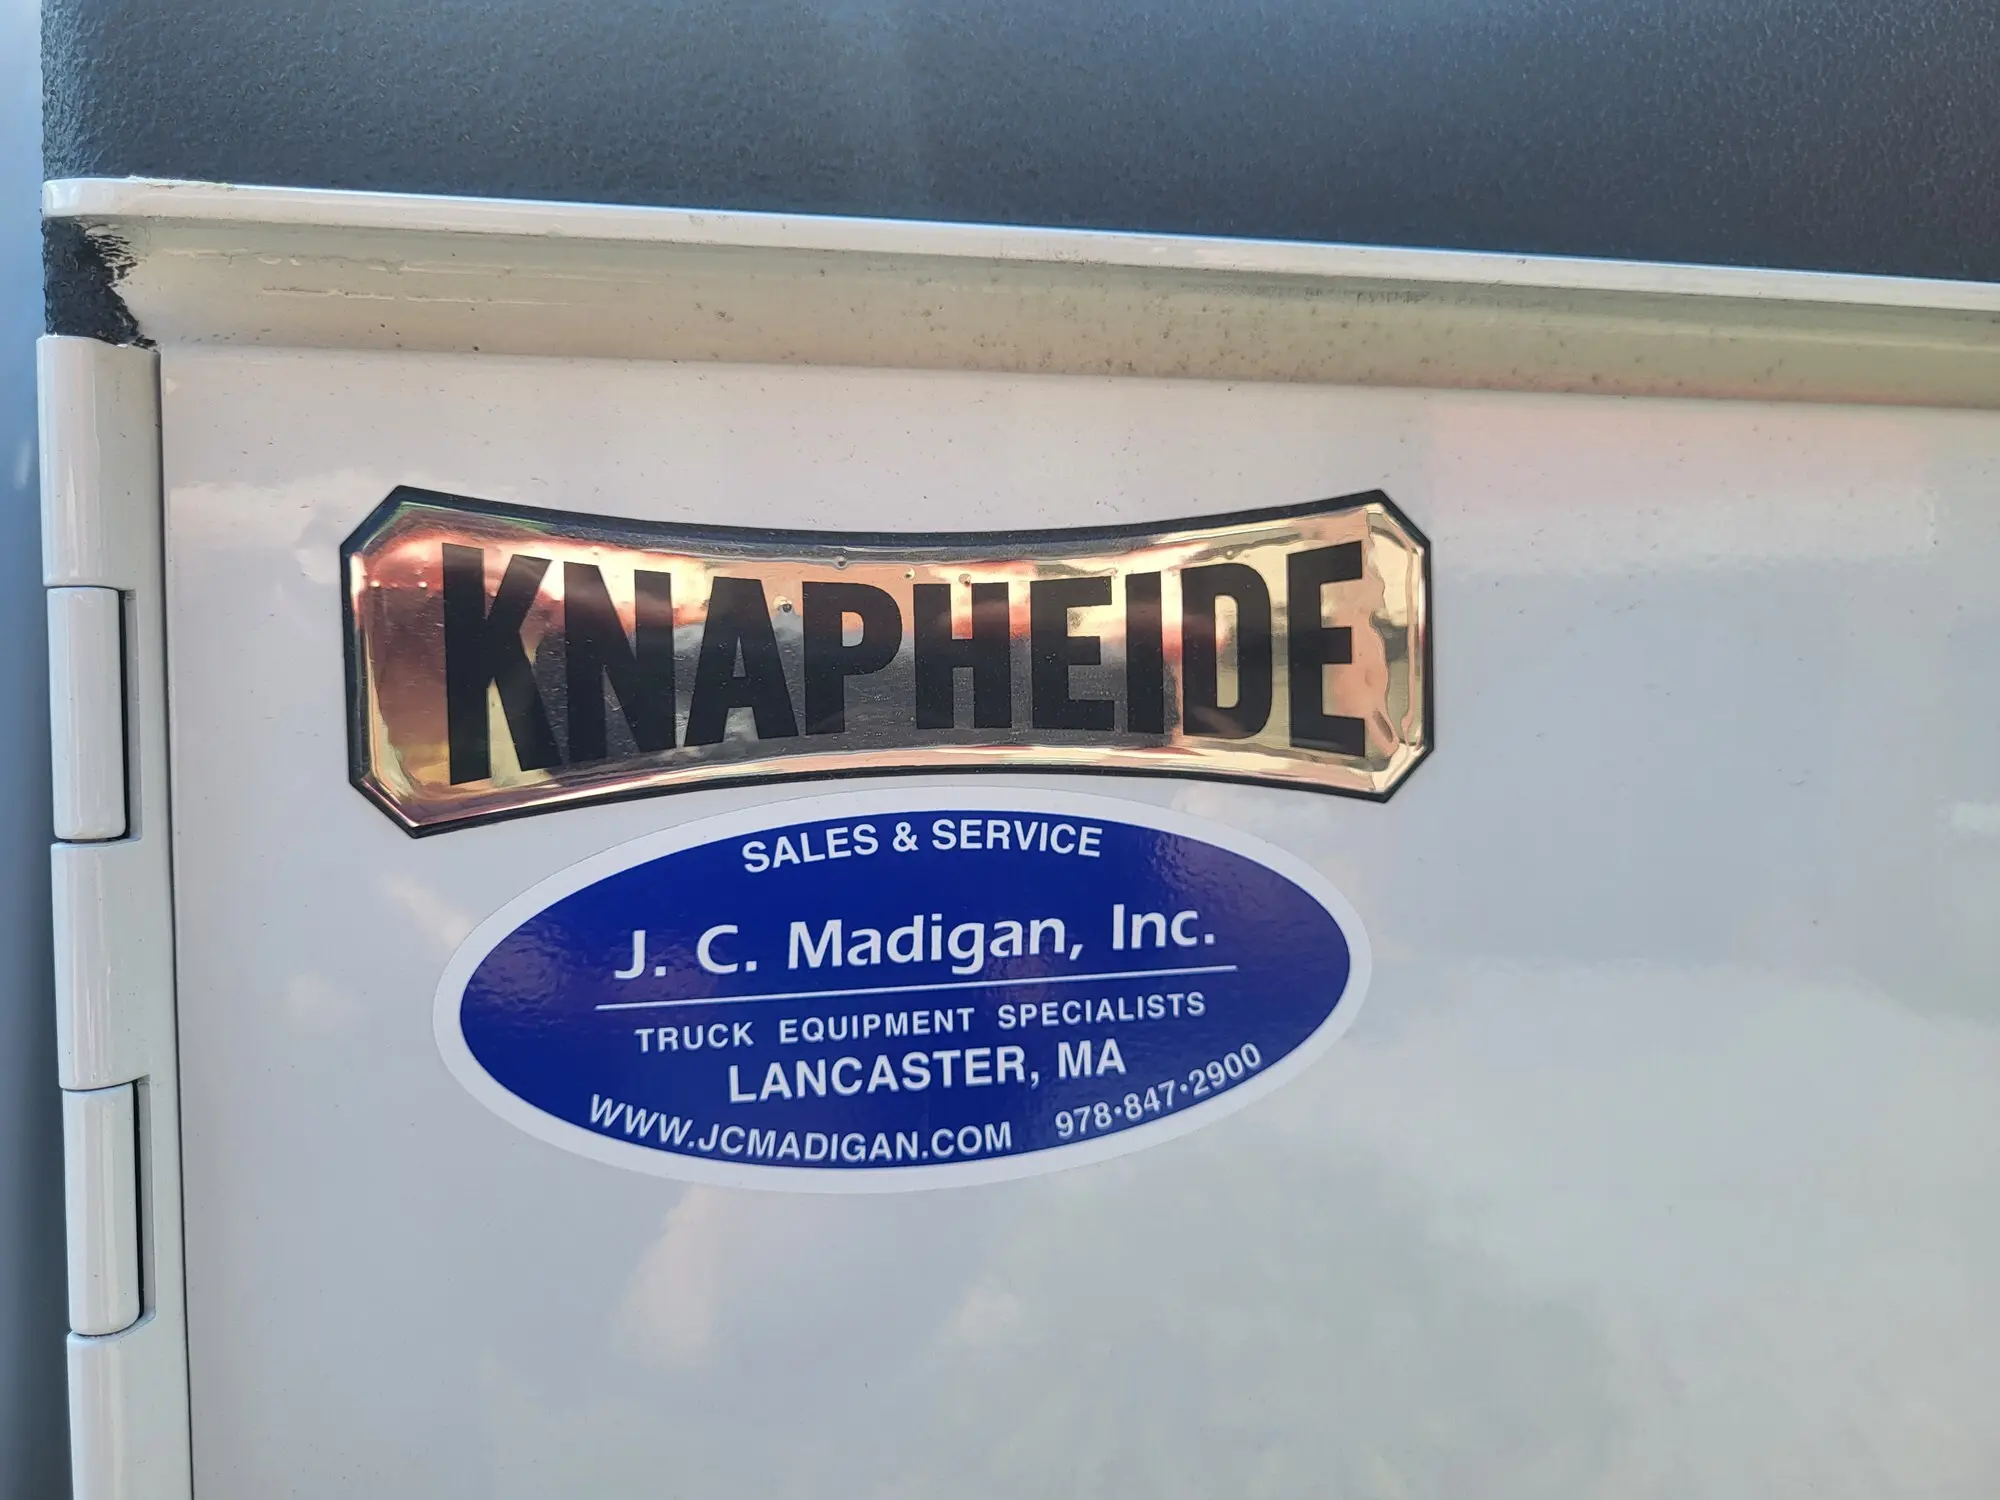 KNAPHEIDE
SALES & SERVICE
J. C. Madigan, Inc.
TRUCK EQUIPMENT SPECIALISTS
LANCASTER, MA
WWW.JCMADIGAN.COM 978·847·2900